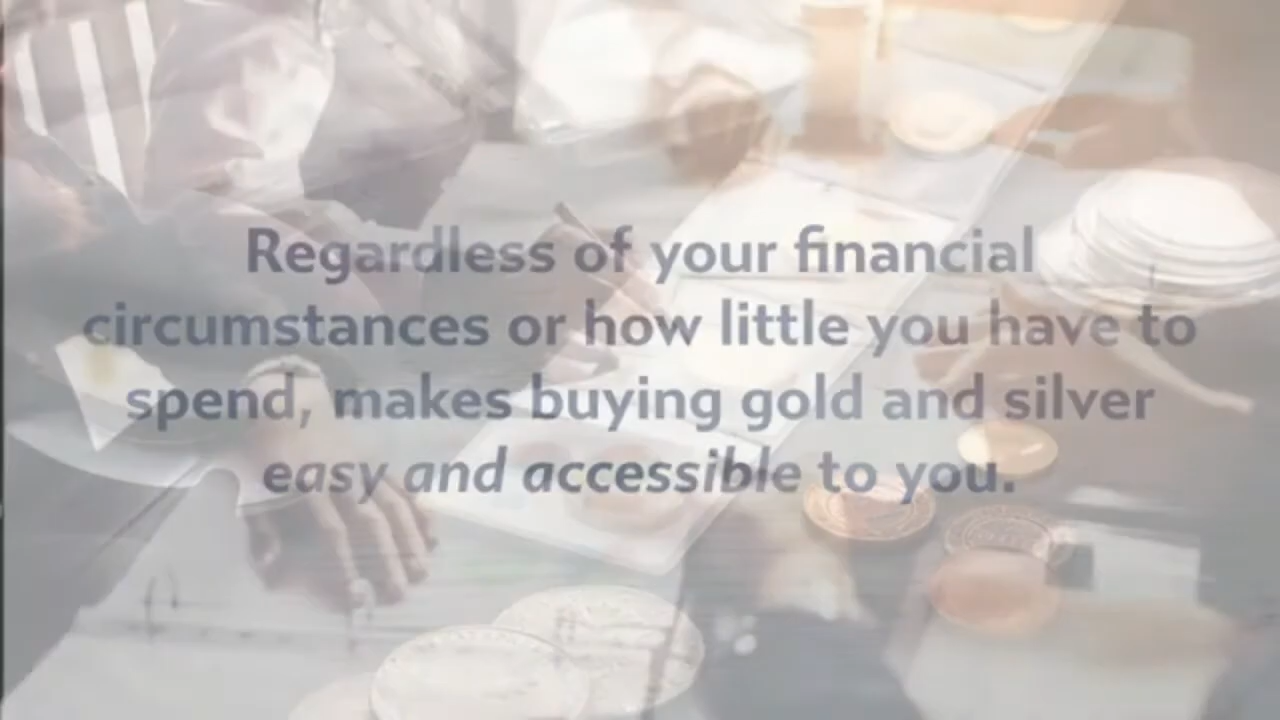 Regardless of your financial
circumstances or how little you have to
spend, makes buying gold and silver
easy and accessible to you.